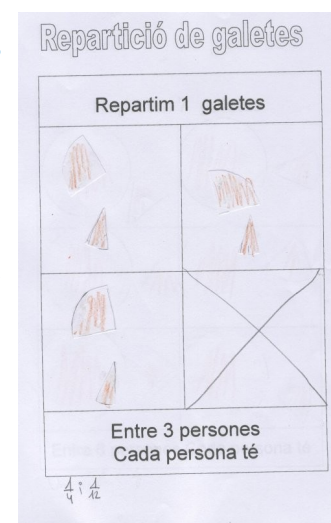 Repartició de galetes
Repartim 1 galetes
Entre 3 persones
Cada persona té
1/4 i 1/12